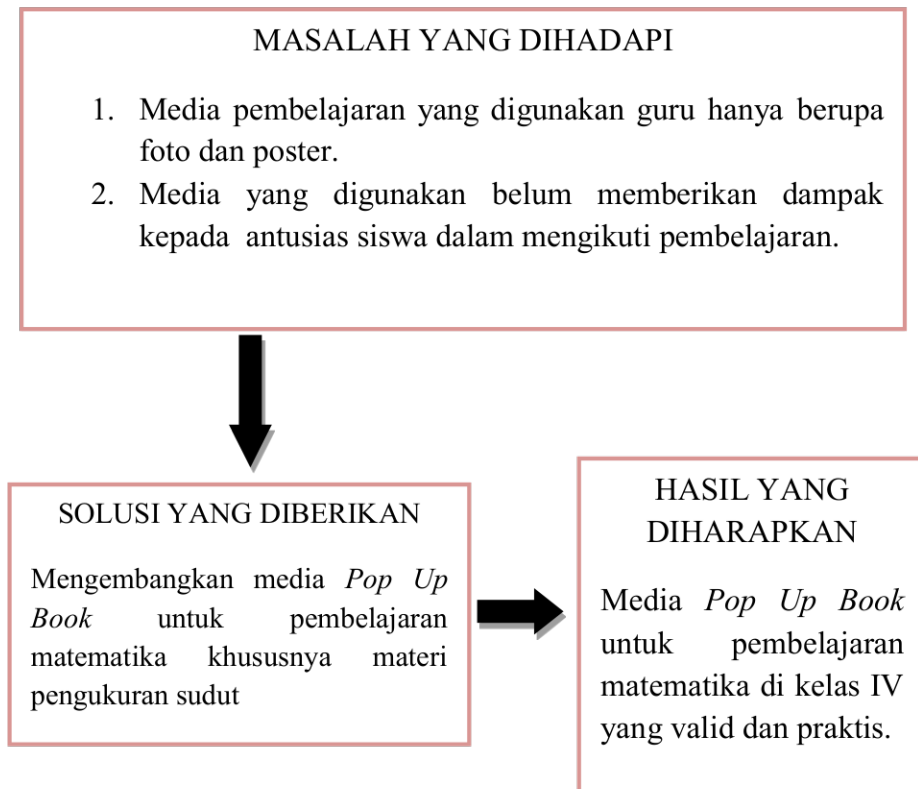 MASALAH YANG DIHADAPI
1. Media pembelajaran yang digunakan guru hanya berupa
foto dan poster.
2. Media yang digunakan belum memberikan dampak
kepada antusias siswa dalam mengikuti pembelajaran.
SOLUSI YANG DIBERIKAN
Mengembangkan media Pop Up
Book untuk pembelajaran
matematika khususnya materi
pengukuran sudut
HASIL YANG
DIHARAPKAN
Media Pop Up Book
untuk pembelajaran
matematika di kelas IV
yang valid dan praktis.